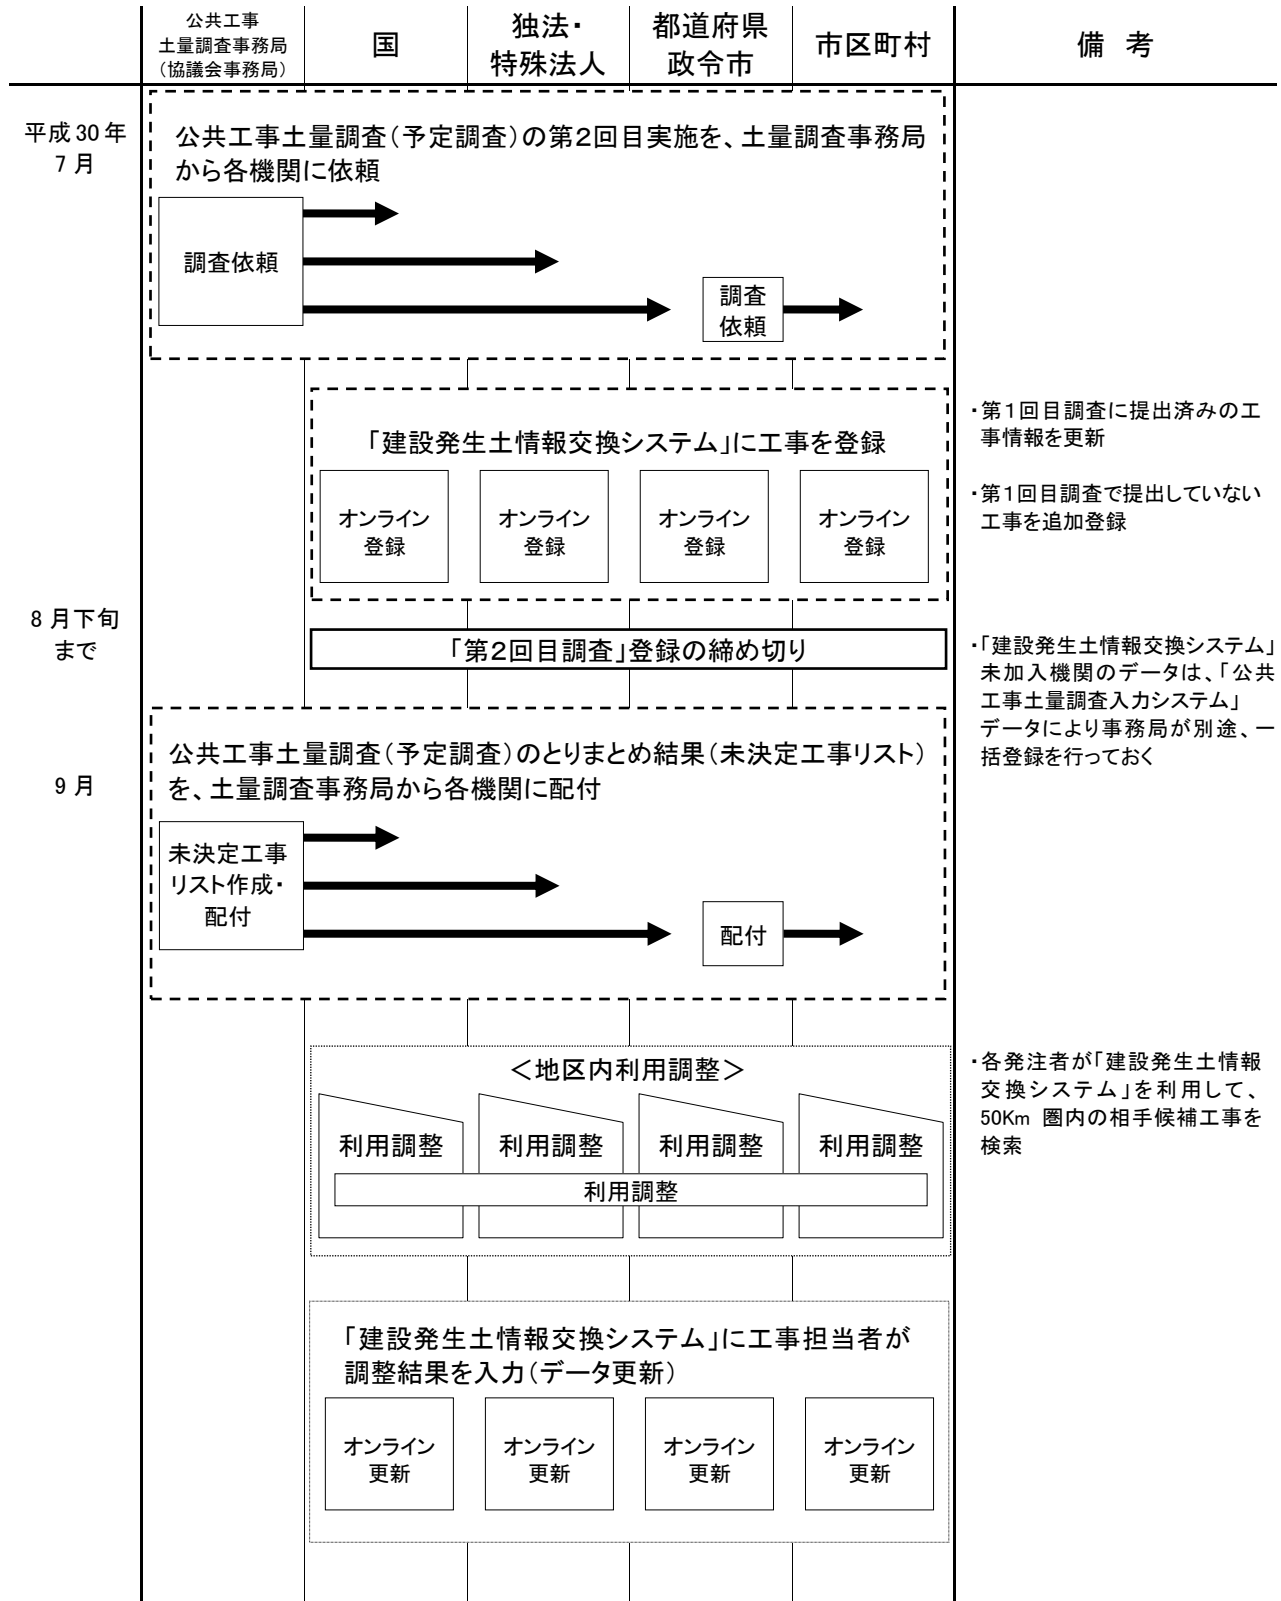 公共工事
土量調査事務局
（協議会事務局）
国
独法・
特殊法人
都道府県
政令市
市区町村
備 考
平成30年
7月
公共工事土量調査（予定調査）の第2回目実施を、土量調査事務局
から各機関に依頼
調査依頼
調査
依頼
「建設発生土情報交換システム」に工事を登録
オンライン
登録
オンライン
登録
オンライン
登録
オンライン
登録
・第1回目調査に提出済みの工
事情報を更新
・第1回目調査で提出していない
工事を追加登録
8月下旬
まで
「第2回目調査」登録の締め切り
・「建設発生土情報交換システム」
未加入機関のデータは、「公共
工事土量調査入力システム」
データにより事務局が別途、一
括登録を行っておく
9月
公共工事土量調査（予定調査）のとりまとめ結果（未決定工事リスト）
を、土量調査事務局から各機関に配付
未決定工事
リスト作成・
配付
配付
＜地区内利用調整＞
利用調整
利用調整
利用調整
利用調整
利用調整
・各発注者が「建設発生土情報
交換システム」を利用して、
50Km 圏内の相手候補工事を
検索
「建設発生土情報交換システム」に工事担当者が
調整結果を入力（データ更新）
オンライン
更新
オンライン
更新
オンライン
更新
オンライン
更新